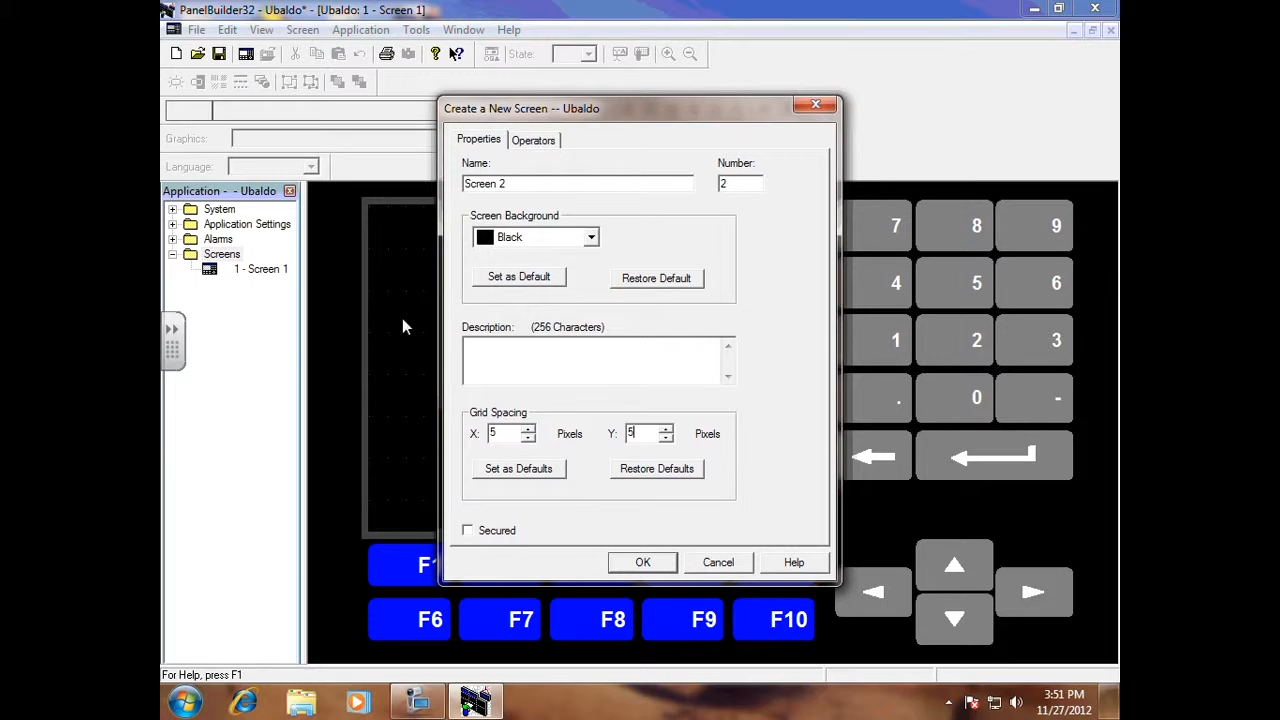 PanelBuilder32 - Ubaldo* - [Ubaldo: 1 - Screen 1]
File Edit View Screen Application Tools Window Help
State:
Graphics:
Language:
Application - - Ubaldo
System
Application Settings
Alarms
Screens
1 - Screen 1
Create a New Screen -- Ubaldo
Properties Operators
Name: Number:
Screen 2 2
Screen Background
Black
Set as Default Restore Default
Description: (256 Characters)
Grid Spacing
X: 5 Pixels Y: 5 Pixels
Set as Defaults Restore Defaults
Secured
OK Cancel Help
7 8 9
4 5 6
1 2 3
. 0 -
F1
F6 F7 F8 F9 F10
For Help, press F1
3:51 PM
11/27/2012